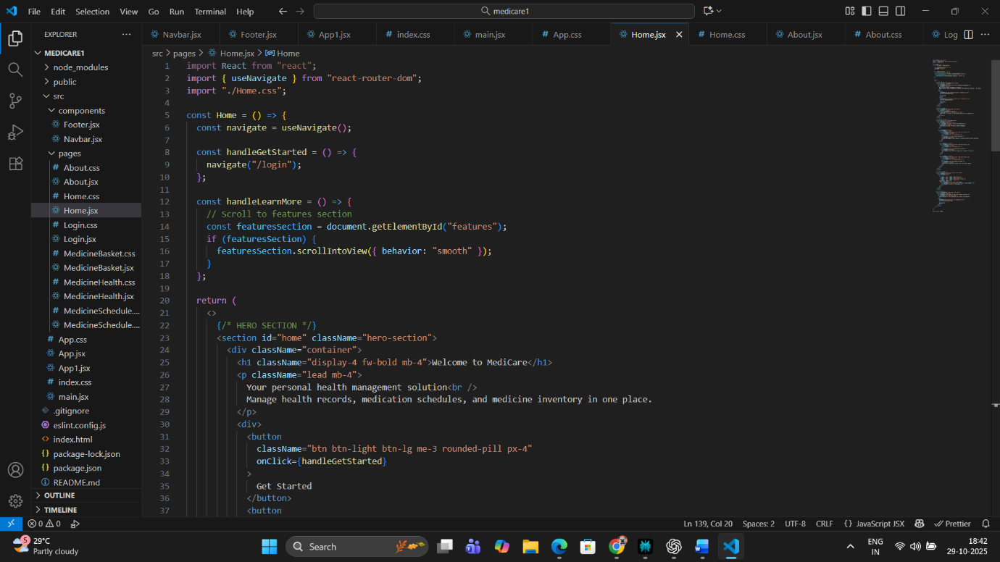 File Edit Selection View Go Run Terminal Help
medicare1
EXPLORER
Navbar.jsx Footer.jsx App1.jsx index.css main.jsx App.css Home.jsx Home.css About.jsx About.css Log
MEDICARE1
node_modules
public
src
components
Footer.jsx
Navbar.jsx
pages
About.css
About.jsx
Home.css
Home.jsx
Login.css
Login.jsx
MedicineBasket.css
MedicineBasket.jsx
MedicineHealth.css
MedicineHealth.jsx
MedicineSchedule....
MedicineSchedule....
App.css
App.jsx
App1.jsx
index.css
main.jsx
.gitignore
eslint.config.js
index.html
package-lock.json
package.json
README.md
OUTLINE
TIMELINE
src > pages > Home.jsx > Home
1 import React from "react";
2 import { useNavigate } from "react-router-dom";
3 import "./Home.css";
4
5 const Home = () => {
6 const navigate = useNavigate();
7
8 const handleGetStarted = () => {
9 navigate("/login");
10 };
11
12 const handleLearnMore = () => {
13 // Scroll to features section
14 const featuresSection = document.getElementById("features");
15 if (featuresSection) {
16 featuresSection.scrollIntoView({ behavior: "smooth" });
17 }
18 };
19
20 return (
21 <>
22 {/* HERO SECTION */}
23 <section id="home" className="hero-section">
24 <div className="container">
25 <h1 className="display-4 fw-bold mb-4">Welcome to MediCare</h1>
26 <p className="lead mb-4">
27 Your personal health management solution<br />
28 Manage health records, medication schedules, and medicine inventory in one place.
29 </p>
30 <div>
31 <button
32 className="btn btn-light btn-lg me-3 rounded-pill px-4"
33 onClick={handleGetStarted}
34 >
35 Get Started
36 </button>
37 <button
0 0
Ln 139, Col 20 Spaces: 2 UTF-8 CRLF {} JavaScript JSX Prettier
5 29°C
Partly cloudy
Search
ENG
IN
18:42
29-10-2025